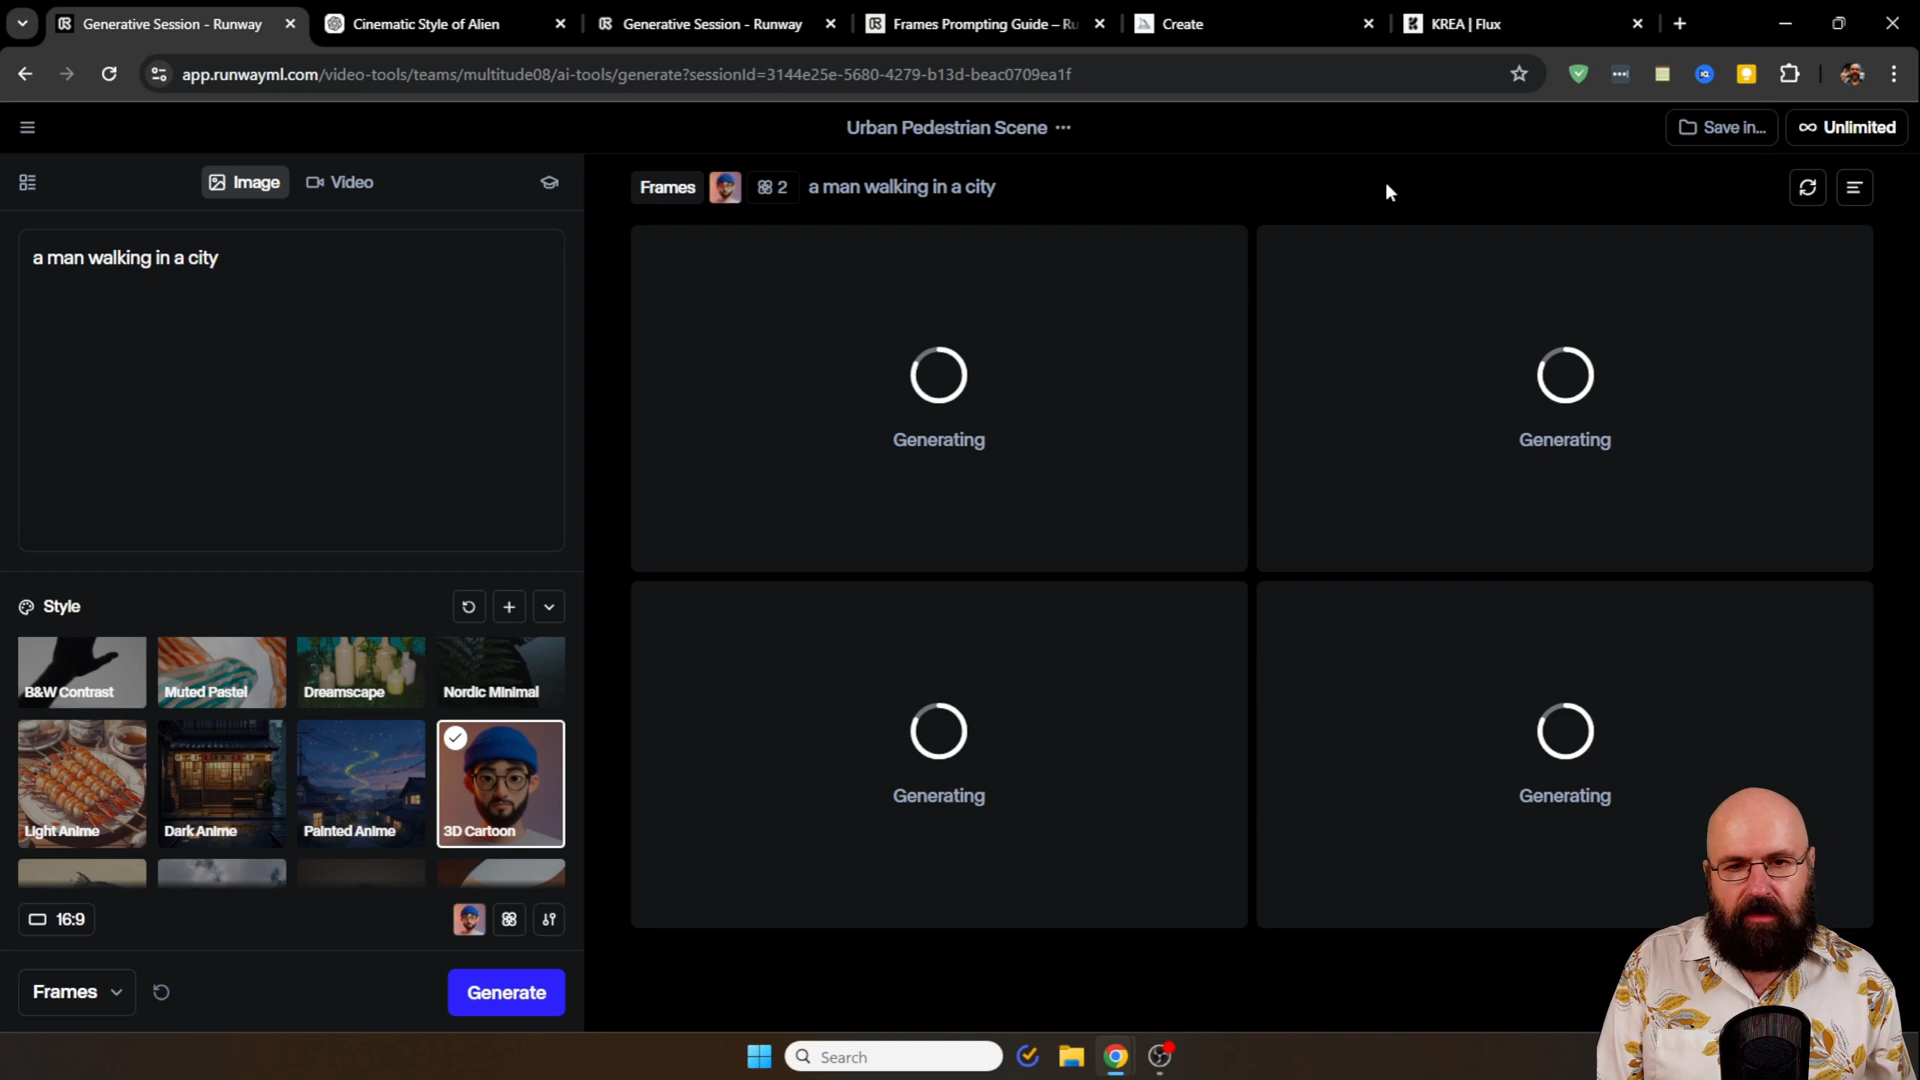 Generative Session - Runway
Cinematic Style of Alien
Generative Session - Runway
Frames Prompting Guide – Ru
Create
KREA | Flux
app.runwayml.com/video-tools/teams/multitude08/ai-tools/generate?sessionId=3144e25e-5680-4279-b13d-beac0709ea1f
Urban Pedestrian Scene
Save in...
Unlimited
Image
Video
Frames
2
a man walking in a city
a man walking in a city
Generating
Generating
Generating
Generating
Style
B&W Contrast
Muted Pastel
Dreamscape
Nordic Minimal
Light Anime
Dark Anime
Painted Anime
3D Cartoon
16:9
Frames
Generate
Search